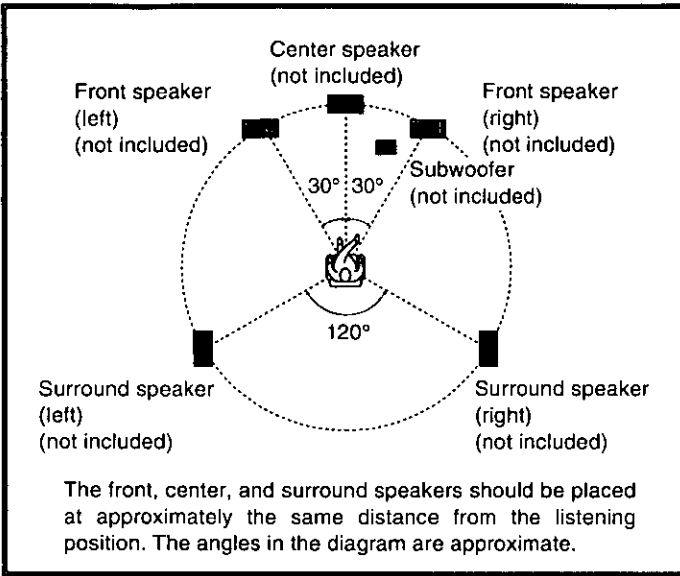 Center speaker
(not included)
Front speaker
(left)
(not included)
Front speaker
(right)
(not included)
Subwoofer
(not included)
30° 30°
120°
Surround speaker
(left)
(not included)
Surround speaker
(right)
(not included)
The front, center, and surround speakers should be placed
at approximately the same distance from the listening
position. The angles in the diagram are approximate.